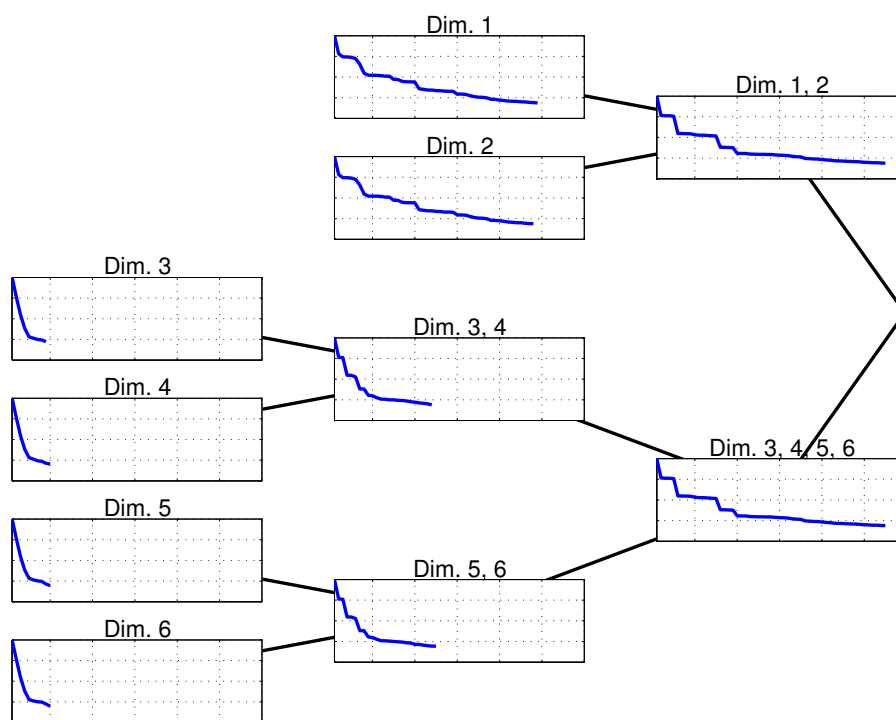 Dim. 1
Dim. 1, 2
Dim. 2
Dim. 3
Dim. 3, 4
Dim. 4
Dim. 3, 4, 5, 6
Dim. 5
Dim. 5, 6
Dim. 6